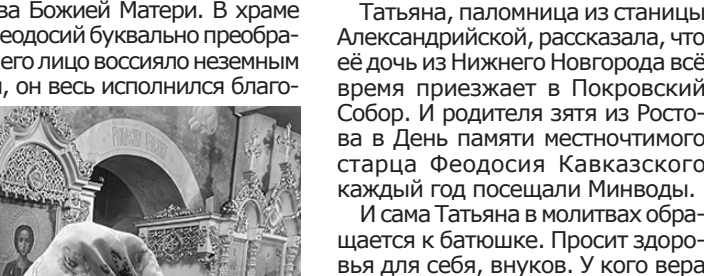 ва Божией Матери. В храме
еодосий буквально преобра-
его лицо воссияло неземным
, он весь исполнился благо-
Татьяна, паломница из станицы
Александрийской, рассказала, что
её дочь из Нижнего Новгорода всё
время приезжает в Покровский
Собор. И родителя зятя из Росто-
ва в День памяти местночтимого
старца Феодосия Кавказского
каждый год посещали Минводы.
И сама Татьяна в молитвах обра-
щается к батюшке. Просит здоро-
вья для себя, внуков. У кого вера